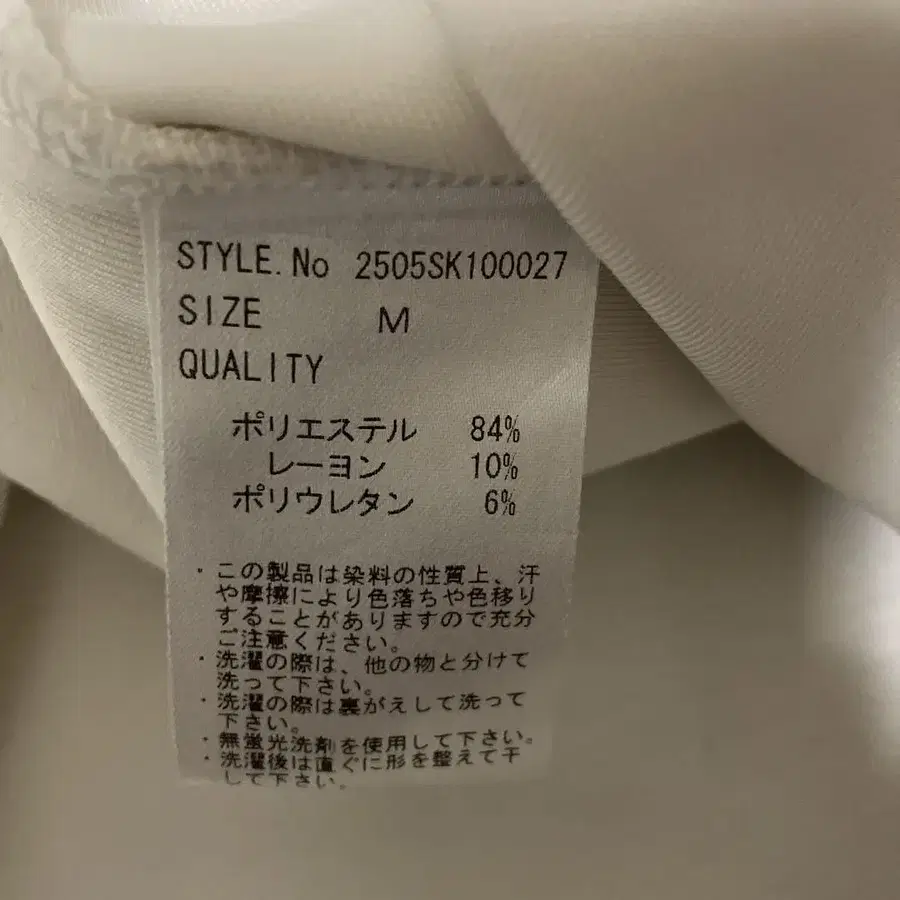 STYLE.No 2505SK100027
SIZE M
QUALITY
ポリエステル 84%
レーヨン 10%
ポリウレタン 6%
・この製品は染料の性質上、汗
や摩擦により色落ちや色移り
することがありますので充分
ご注意ください。
・洗濯の際は、他の物と分けて
洗って下さい。
・洗濯の際は裏がえして洗って
下さい。
・無蛍光洗剤を使用して下さい。
・洗濯後は直ぐに形を整えて干
して下さい。